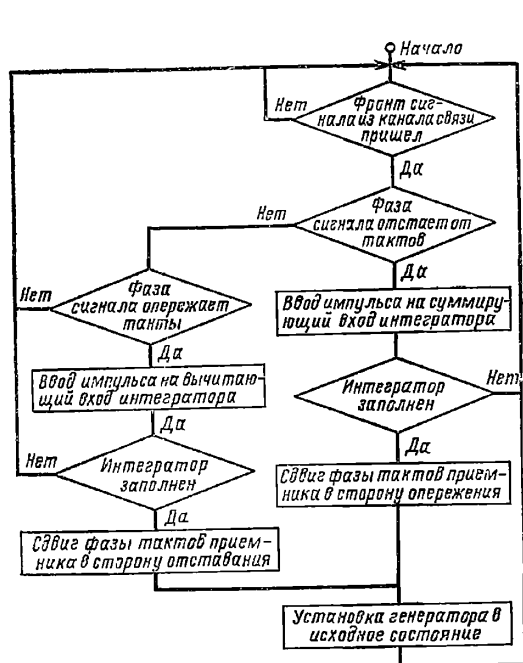 Начало
Фронт сиг-
нала из канала связи
пришел
Нет
Да
Фаза
сигнала отстает от
тактов
Нет
Да
Фаза
сигнала опережает
такты
Нет
Да
Ввод импульса на суммиру-
ющий вход интегратора
Ввод импульса на вычитаю-
щий вход интегратора
Да
Интегратор
заполнен
Нет
Да
Интегратор
заполнен
Нет
Да
Сдвиг фазы тактов прием-
ника в сторону опережения
Сдвиг фазы тактов прием-
ника в сторону отставания
Установка генератора в
исходное состояние